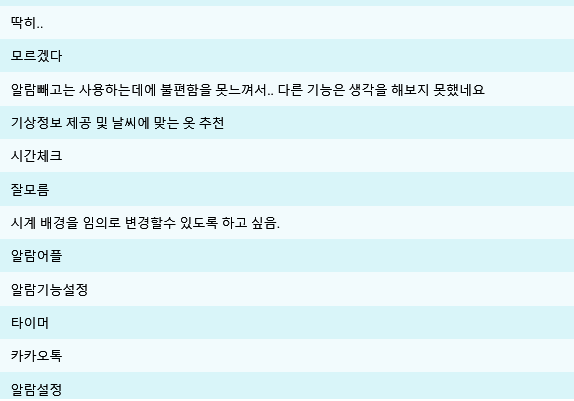 딱히..
모르겠다
알람빼고는 사용하는데에 불편함을 못느껴서.. 다른 기능은 생각을 해보지 못했네요
기상정보 제공 및 날씨에 맞는 옷 추천
시간체크
잘모름
시계 배경을 임의로 변경할수 있도록 하고 싶음.
알람어플
알람기능설정
타이머
카카오톡
알람설정